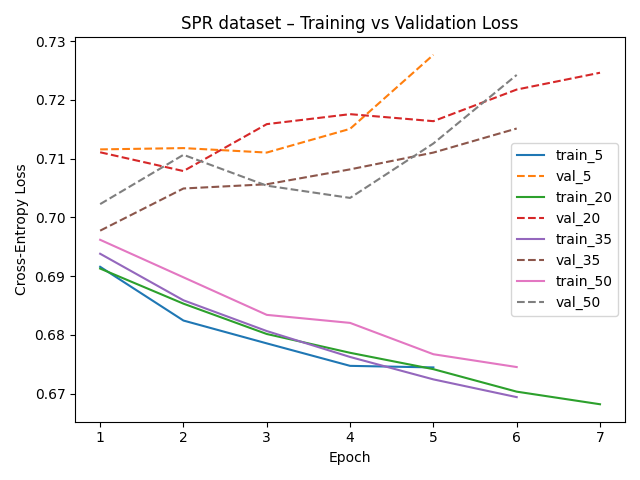 SPR dataset – Training vs Validation Loss
0.73
0.72
0.71
0.70
0.69
0.68
0.67
Cross-Entropy Loss
train_5
val_5
train_20
val_20
train_35
val_35
train_50
val_50
1 2 3 4 5 6 7
Epoch